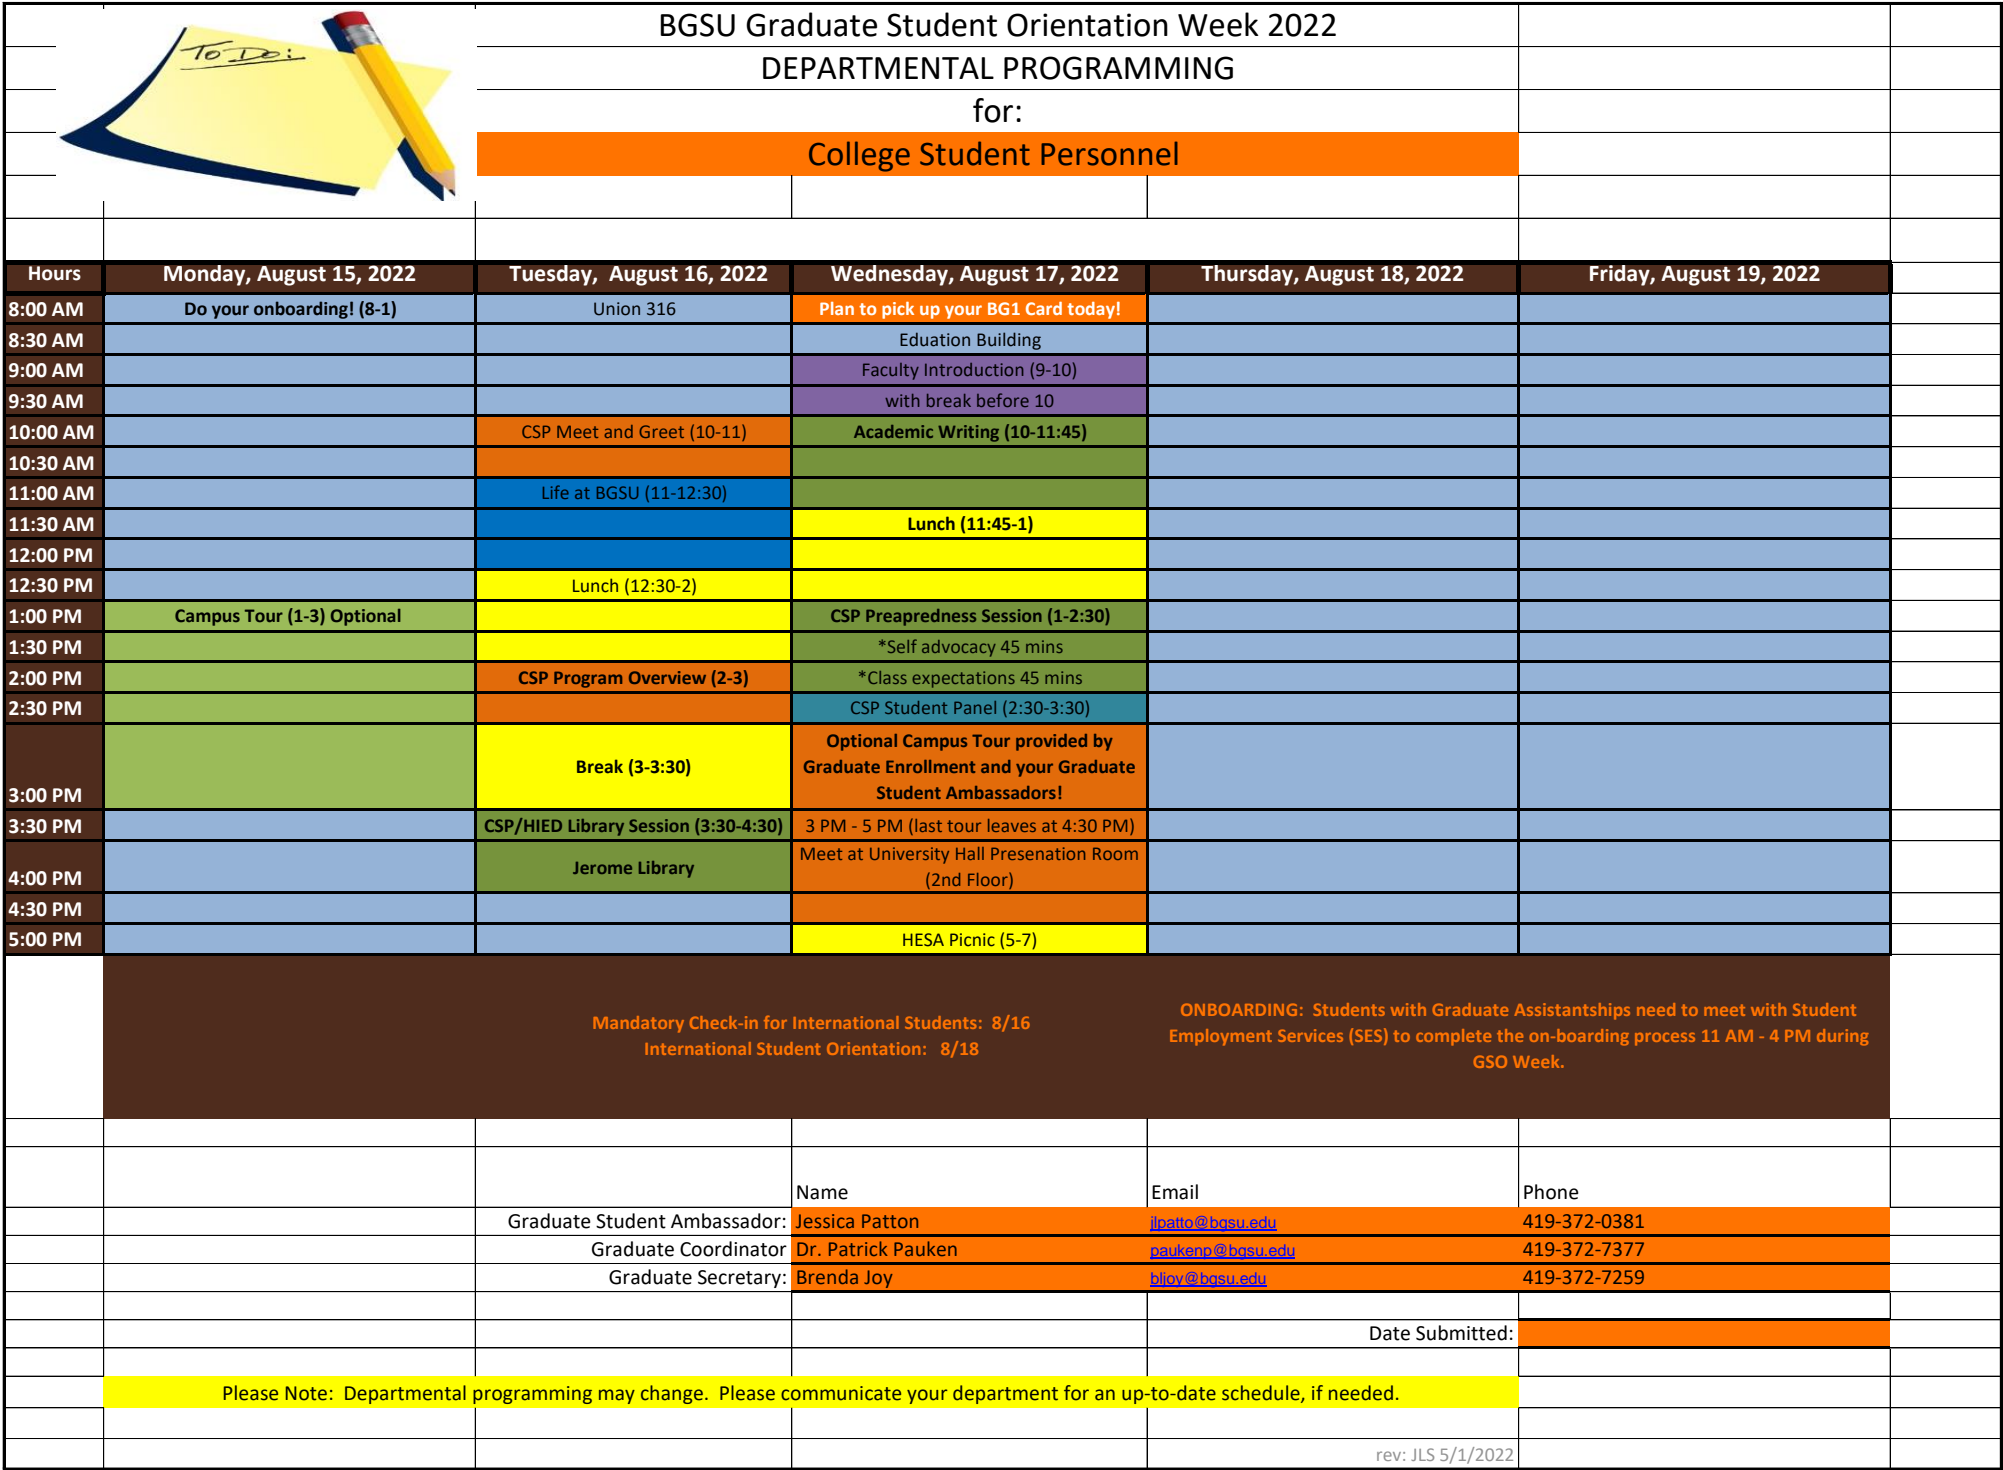 To Do:
BGSU Graduate Student Orientation Week 2022
DEPARTMENTAL PROGRAMMING
for:
College Student Personnel
Hours Monday, August 15, 2022 Tuesday, August 16, 2022 Wednesday, August 17, 2022 Thursday, August 18, 2022 Friday, August 19, 2022
8:00 AM Do your onboarding! (8-1) Union 316 Plan to pick up your BG1 Card today!
8:30 AM Eduation Building
9:00 AM Faculty Introduction (9-10)
9:30 AM with break before 10
10:00 AM CSP Meet and Greet (10-11) Academic Writing (10-11:45)
10:30 AM
11:00 AM Life at BGSU (11-12:30)
11:30 AM Lunch (11:45-1)
12:00 PM
12:30 PM Lunch (12:30-2)
1:00 PM Campus Tour (1-3) Optional CSP Preapredness Session (1-2:30)
1:30 PM *Self advocacy 45 mins
2:00 PM CSP Program Overview (2-3) *Class expectations 45 mins
2:30 PM CSP Student Panel (2:30-3:30)
Optional Campus Tour provided by
Break (3-3:30) Graduate Enrollment and your Graduate
3:00 PM Student Ambassadors!
3:30 PM CSP/HIED Library Session (3:30-4:30) 3 PM - 5 PM (last tour leaves at 4:30 PM)
Jerome Library Meet at University Hall Presenation Room
4:00 PM (2nd Floor)
4:30 PM
5:00 PM HESA Picnic (5-7)
Mandatory Check-in for International Students: 8/16
International Student Orientation: 8/18
ONBOARDING: Students with Graduate Assistantships need to meet with Student
Employment Services (SES) to complete the on-boarding process 11 AM - 4 PM during
GSO Week.
Name Email Phone
Graduate Student Ambassador: Jessica Patton jlpatto@bgsu.edu 419-372-0381
Graduate Coordinator Dr. Patrick Pauken paukenp@bgsu.edu 419-372-7377
Graduate Secretary: Brenda Joy bljoy@bgsu.edu 419-372-7259
Date Submitted:
Please Note: Departmental programming may change. Please communicate your department for an up-to-date schedule, if needed.
rev: JLS 5/1/2022